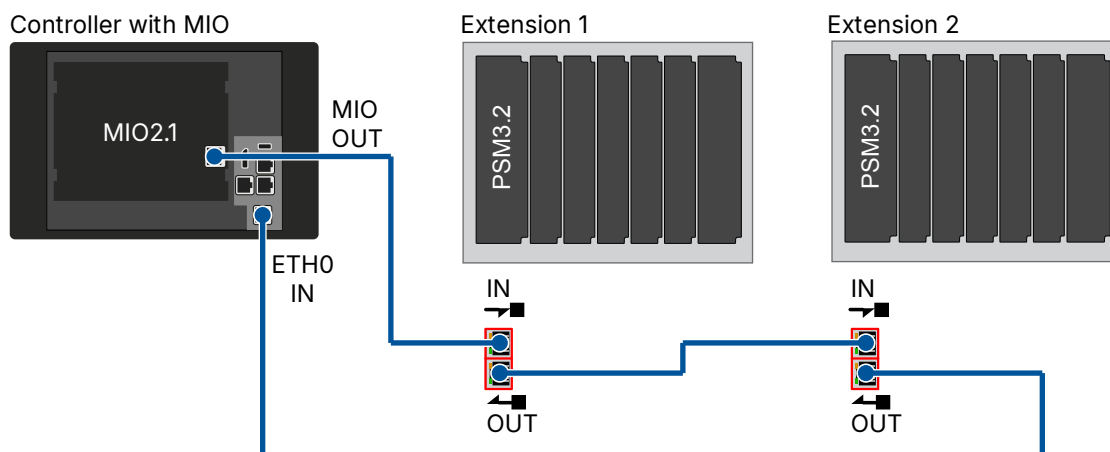 Controller with MIO
Extension 1
Extension 2
MIO2.1
MIO
OUT
PSM3.2
PSM3.2
ETH0
IN
IN
OUT
IN
OUT